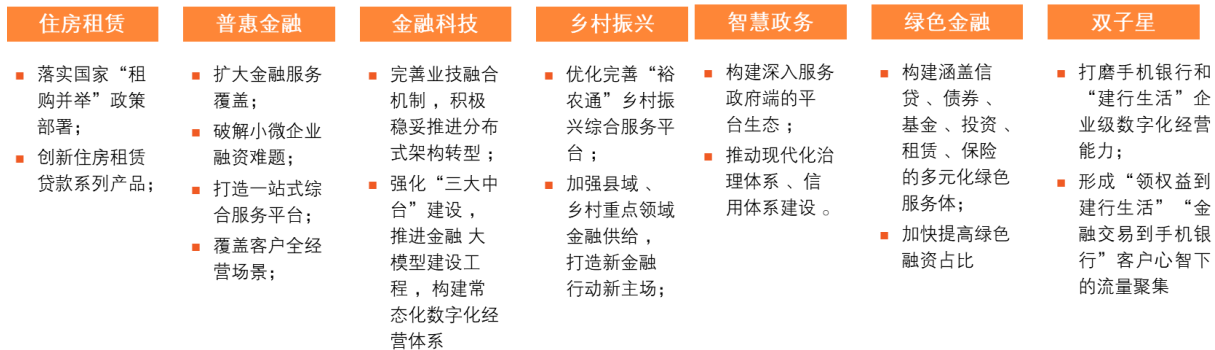 住房租赁
落实国家“租
购并举”政策
部署;
创新住房租赁
贷款系列产品;
普惠金融
扩大金融服务
覆盖;
破解小微企业
融资难题;
打造一站式综
合服务平台;
覆盖客户全经
营场景;
金融科技
完善业技融合
机制，积极
稳妥推进分布
式架构转型；
强化“三大中
台”建设，
推进金融 大
模型建设工
程，构建常
态化数字化经
营体系
乡村振兴
优化完善“裕
农通”乡村振
兴综合服务平
台；
加强县域、
乡村重点领域
金融供给，
打造新金融
行动新主场;
智慧政务
构建深入服务
政府端的平
台生态；
推动现代化治
理体系、信
用体系建设。
绿色金融
构建涵盖信
贷、债券、
基金、投资、
租赁、保险
的多元化绿色
服务体;
加快提高绿色
融资占比
双子星
打磨手机银行和
“建行生活”企
业级数字化经营
能力;
形成“领权益到
建行生活”“金
融交易到手机银
行”客户心智下
的流量聚集